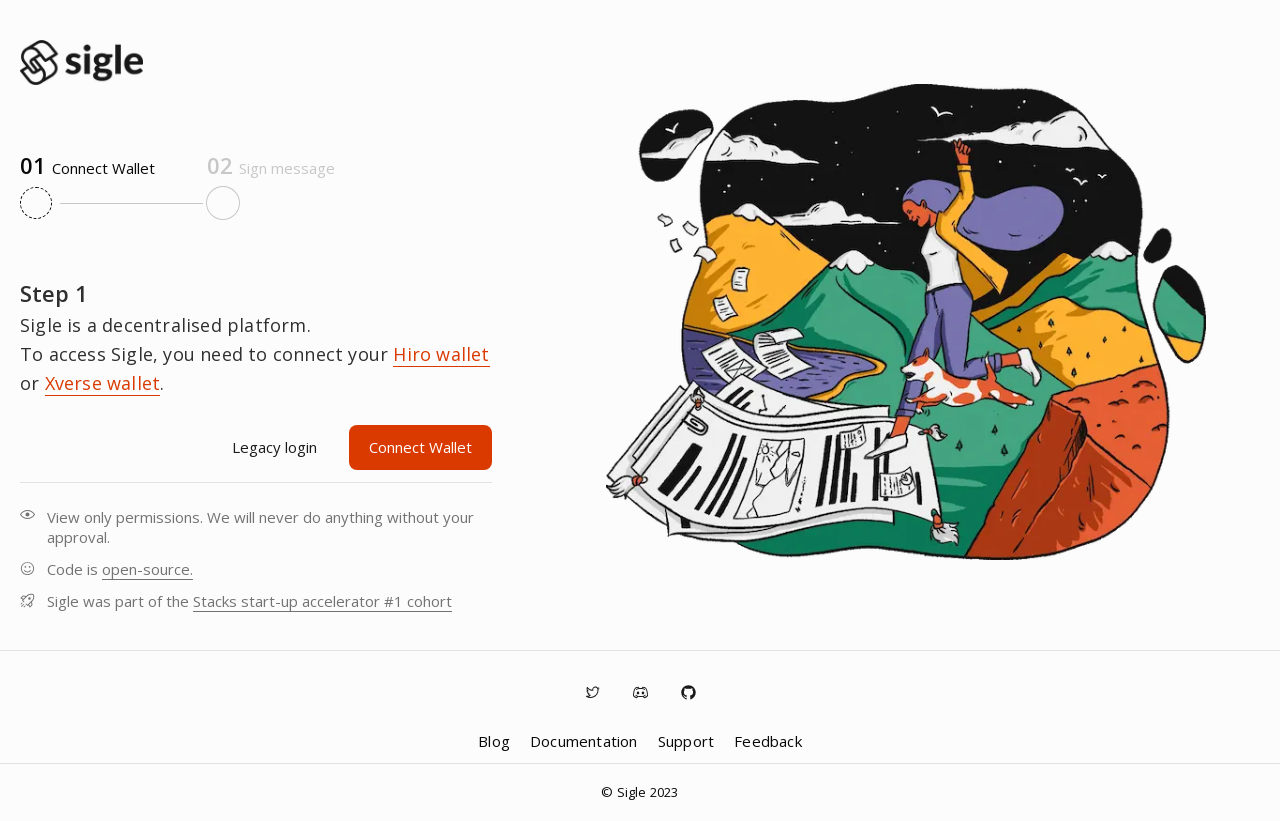 sigle
01 Connect Wallet
02 Sign message
Step 1
Sigle is a decentralised platform.
To access Sigle, you need to connect your Hiro wallet
or Xverse wallet.
Legacy login
Connect Wallet
View only permissions. We will never do anything without your
approval.
Code is open-source.
Sigle was part of the Stacks start-up accelerator #1 cohort
Blog
Documentation
Support
Feedback
© Sigle 2023